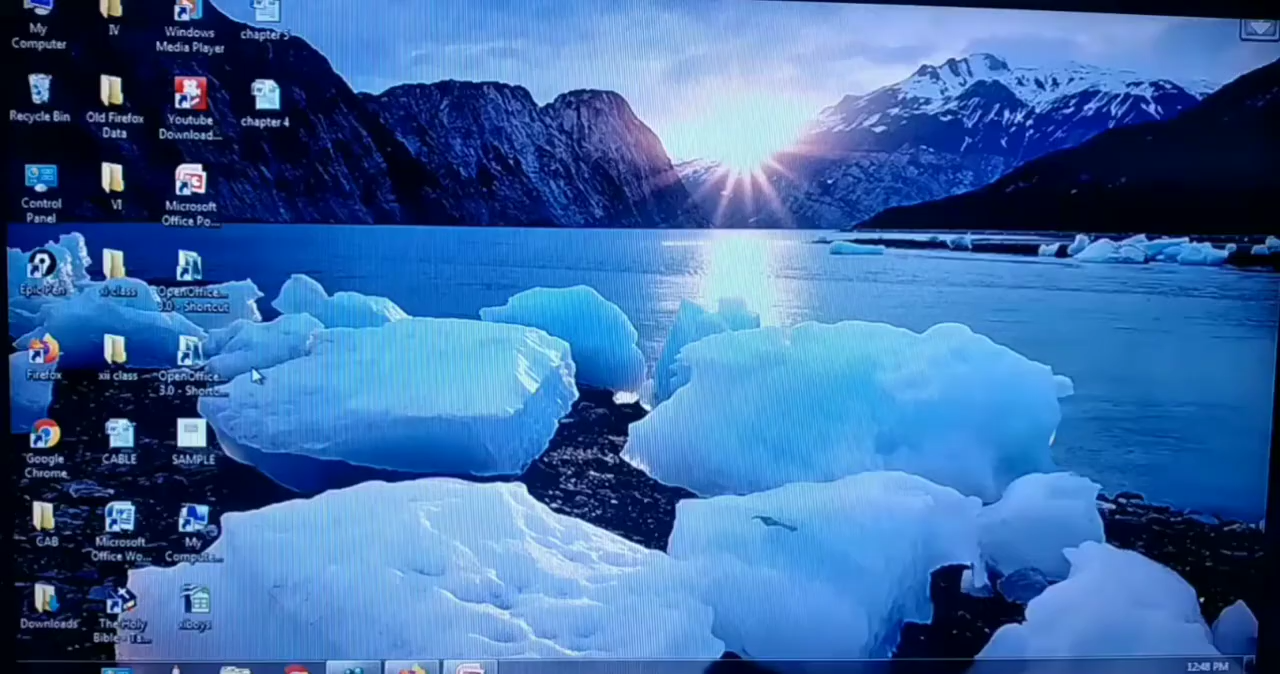 My
Computer
IV
Windows
Media Player
chapter 3
Recycle Bin
Old Firefox
Data
Youtube
Download...
chapter 4
Control
Panel
VI
Microsoft
Office Po...
Epic Pen
xi class
OpenOffice...
3.0 - Shortcut
Firefox
xii class
OpenOffice...
3.0 - Shortc...
Google
Chrome
CABLE
SAMPLE
CAB
Microsoft
Office Wo...
My
Compute...
Downloads
The Holy
Bible - Ta...
xiBoys
12:48 PM